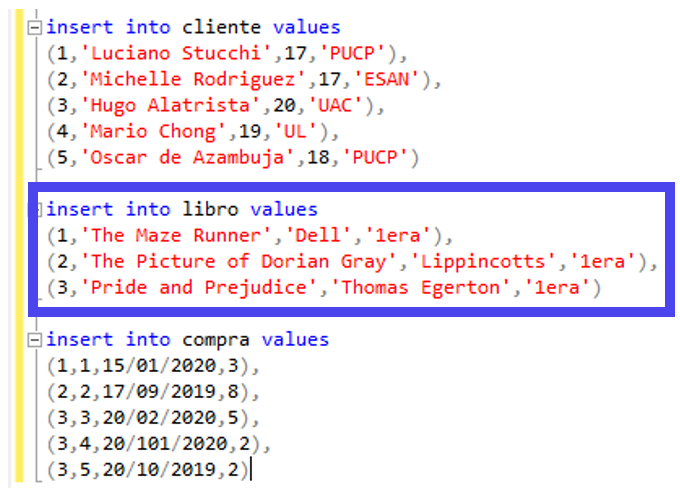 insert into cliente values
(1,'Luciano Stucchi',17,'PUCP'),
(2,'Michelle Rodriguez',17,'ESAN'),
(3,'Hugo Alatrista',20,'UAC'),
(4,'Mario Chong',19,'UL'),
(5,'Oscar de Azambuja',18,'PUCP')
insert into libro values
(1,'The Maze Runner','Dell','1era'),
(2,'The Picture of Dorian Gray','Lippincotts','1era'),
(3,'Pride and Prejudice','Thomas Egerton','1era')
insert into compra values
(1,1,15/01/2020,3),
(2,2,17/09/2019,8),
(3,3,20/02/2020,5),
(3,4,20/101/2020,2),
(3,5,20/10/2019,2)